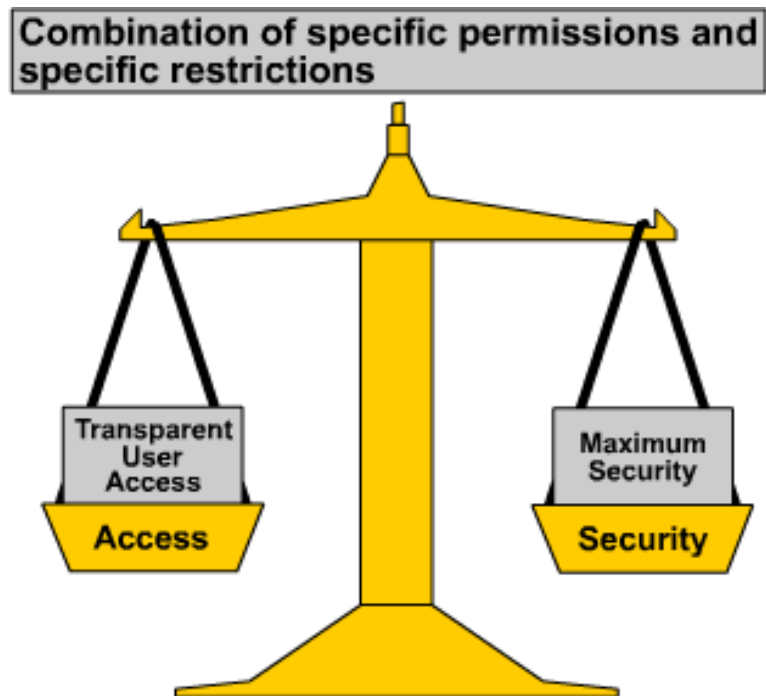 Combination of specific permissions and
specific restrictions
Transparent
User
Access
Access
Maximum
Security
Security